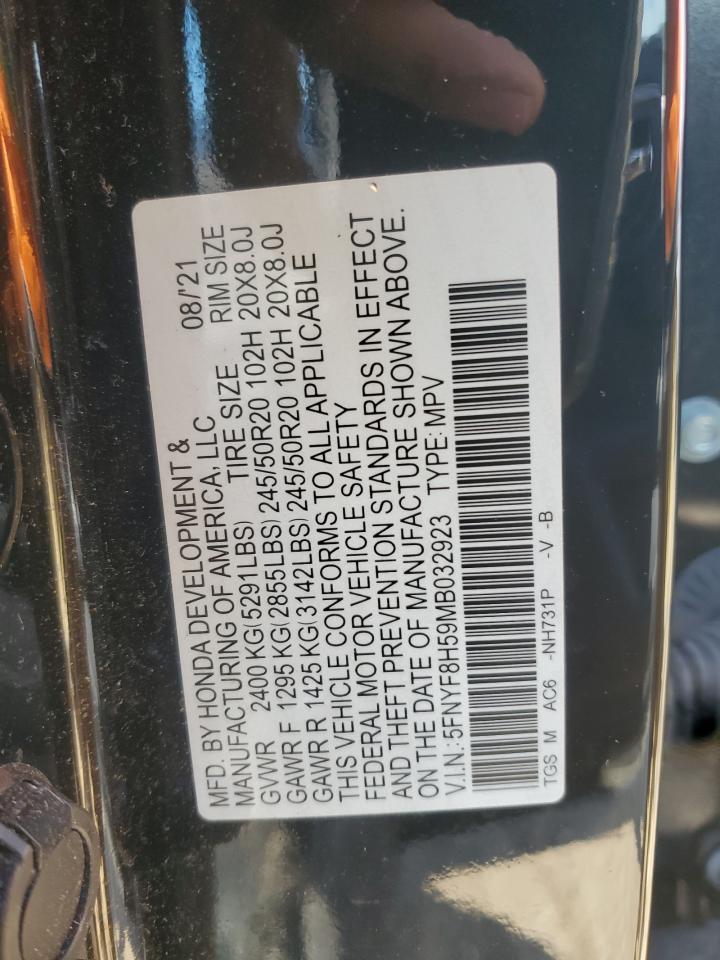 MFD. BY HONDA DEVELOPMENT & 08/'21
MANUFACTURING OF AMERICA, LLC
GVWR 2400 KG(5291LBS) TIRE SIZE RIM SIZE
GAWR F 1295 KG(2855LBS) 245/50R20 102H 20X8.0J
GAWR R 1425 KG(3142LBS) 245/50R20 102H 20X8.0J
THIS VEHICLE CONFORMS TO ALL APPLICABLE
FEDERAL MOTOR VEHICLE SAFETY
AND THEFT PREVENTION STANDARDS IN EFFECT
ON THE DATE OF MANUFACTURE SHOWN ABOVE.
V.I.N.:5FNYF8H59MB032923 TYPE:MPV
TGS M AC6 -NH731P -V -B